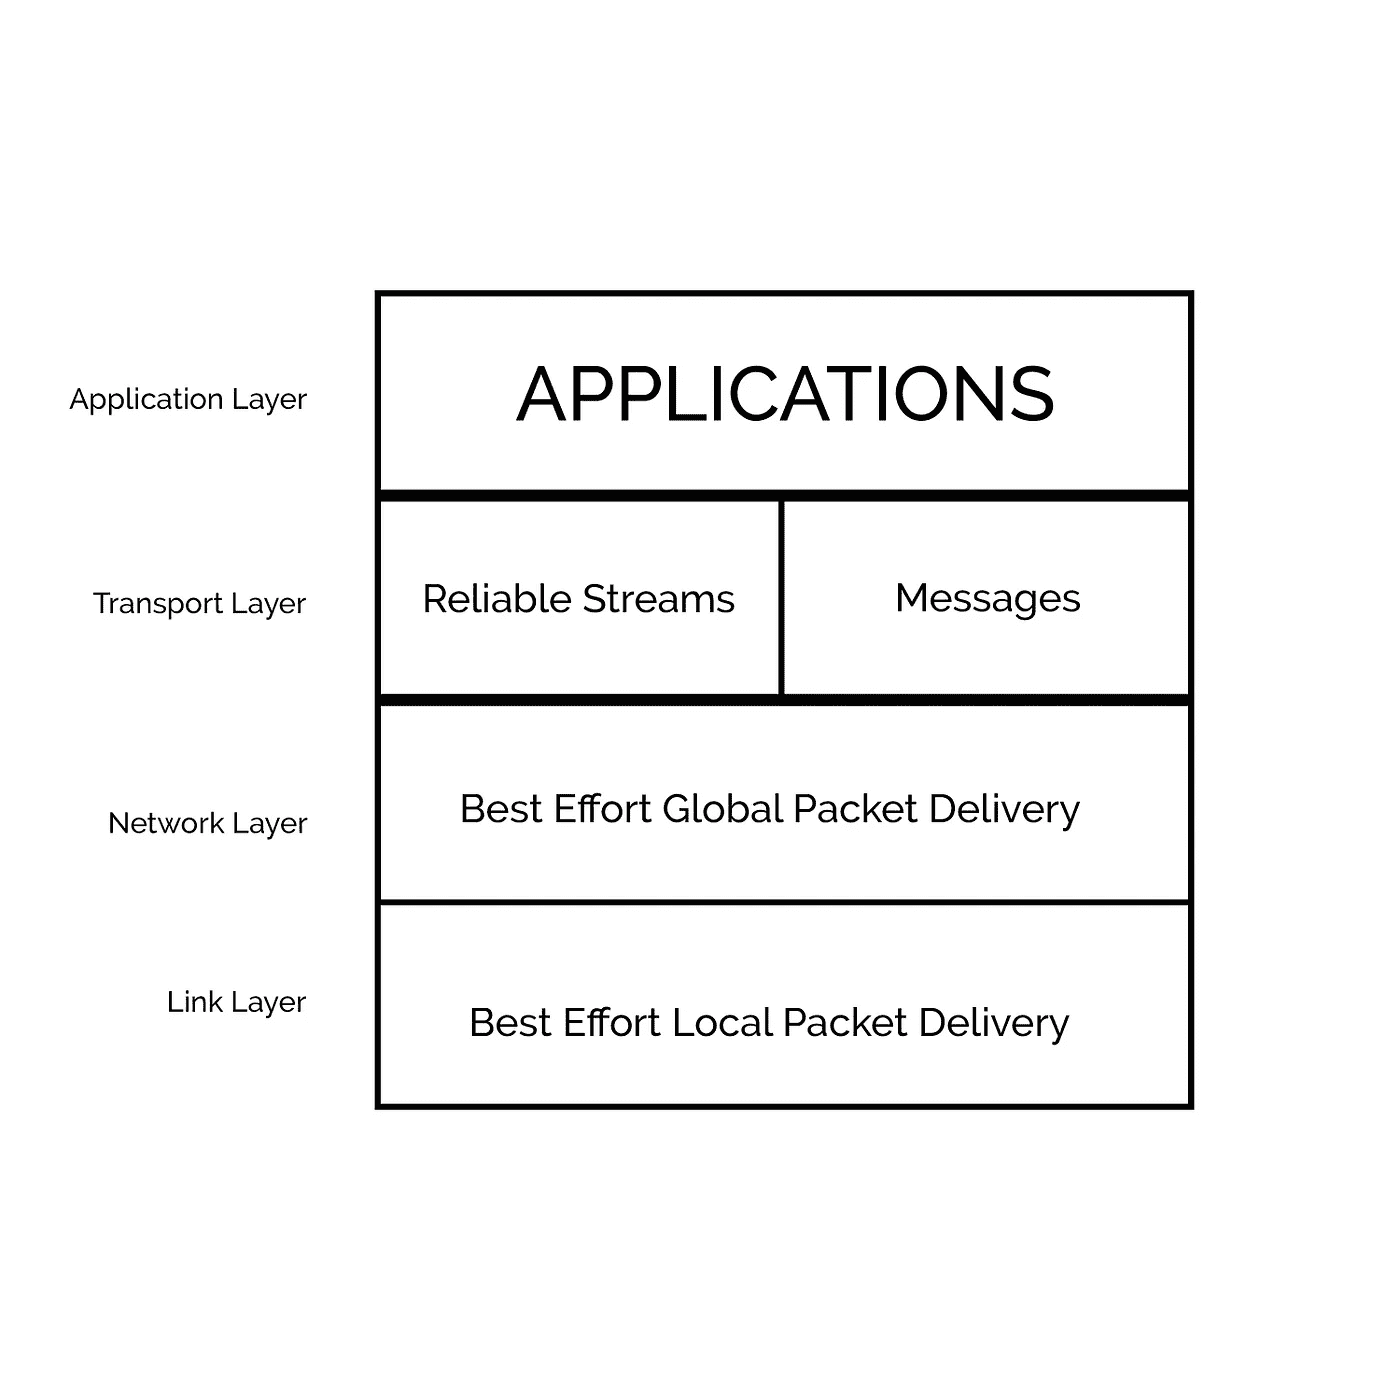 Application Layer
APPLICATIONS
Transport Layer
Reliable Streams
Messages
Network Layer
Best Effort Global Packet Delivery
Link Layer
Best Effort Local Packet Delivery